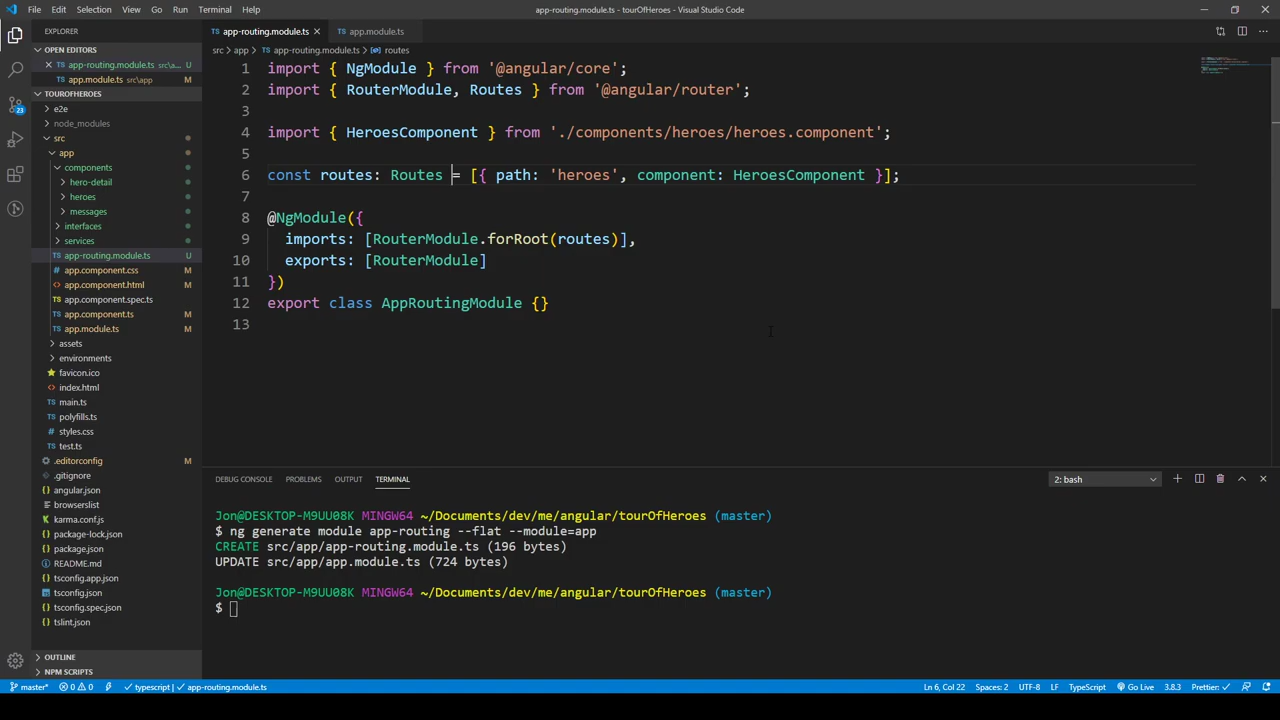 File Edit Selection View Go Run Terminal Help
app-routing.module.ts - tourOfHeroes - Visual Studio Code
EXPLORER
OPEN EDITORS
app-routing.module.ts src\a... U
app.module.ts src\app M
TOUROFHEROES
e2e
node_modules
src
app
components
hero-detail
heroes
messages
interfaces
services
app-routing.module.ts U
app.component.css M
app.component.html M
app.component.spec.ts
app.component.ts M
app.module.ts M
assets
environments
favicon.ico
index.html
main.ts
polyfills.ts
styles.css
test.ts
.editorconfig M
.gitignore
angular.json
browserslist
karma.conf.js
package-lock.json
package.json
README.md
tsconfig.app.json
tsconfig.json
tsconfig.spec.json
tslint.json
OUTLINE
NPM SCRIPTS
23
app-routing.module.ts app.module.ts
src app app-routing.module.ts routes
1 import { NgModule } from '@angular/core';
2 import { RouterModule, Routes } from '@angular/router';
3
4 import { HeroesComponent } from './components/heroes/heroes.component';
5
6 const routes: Routes = [{ path: 'heroes', component: HeroesComponent }];
7
8 @NgModule({
9 imports: [RouterModule.forRoot(routes)],
10 exports: [RouterModule]
11 })
12 export class AppRoutingModule {}
13
DEBUG CONSOLE PROBLEMS OUTPUT TERMINAL 2: bash
Jon@DESKTOP-M9UU08K MINGW64 ~/Documents/dev/me/angular/tourOfHeroes (master)
$ ng generate module app-routing --flat --module=app
CREATE src/app/app-routing.module.ts (196 bytes)
UPDATE src/app/app.module.ts (724 bytes)
Jon@DESKTOP-M9UU08K MINGW64 ~/Documents/dev/me/angular/tourOfHeroes (master)
$
master* 0 0 typescript | app-routing.module.ts Ln 6, Col 22 Spaces: 2 UTF-8 LF TypeScript Go Live 3.8.3 Prettier: